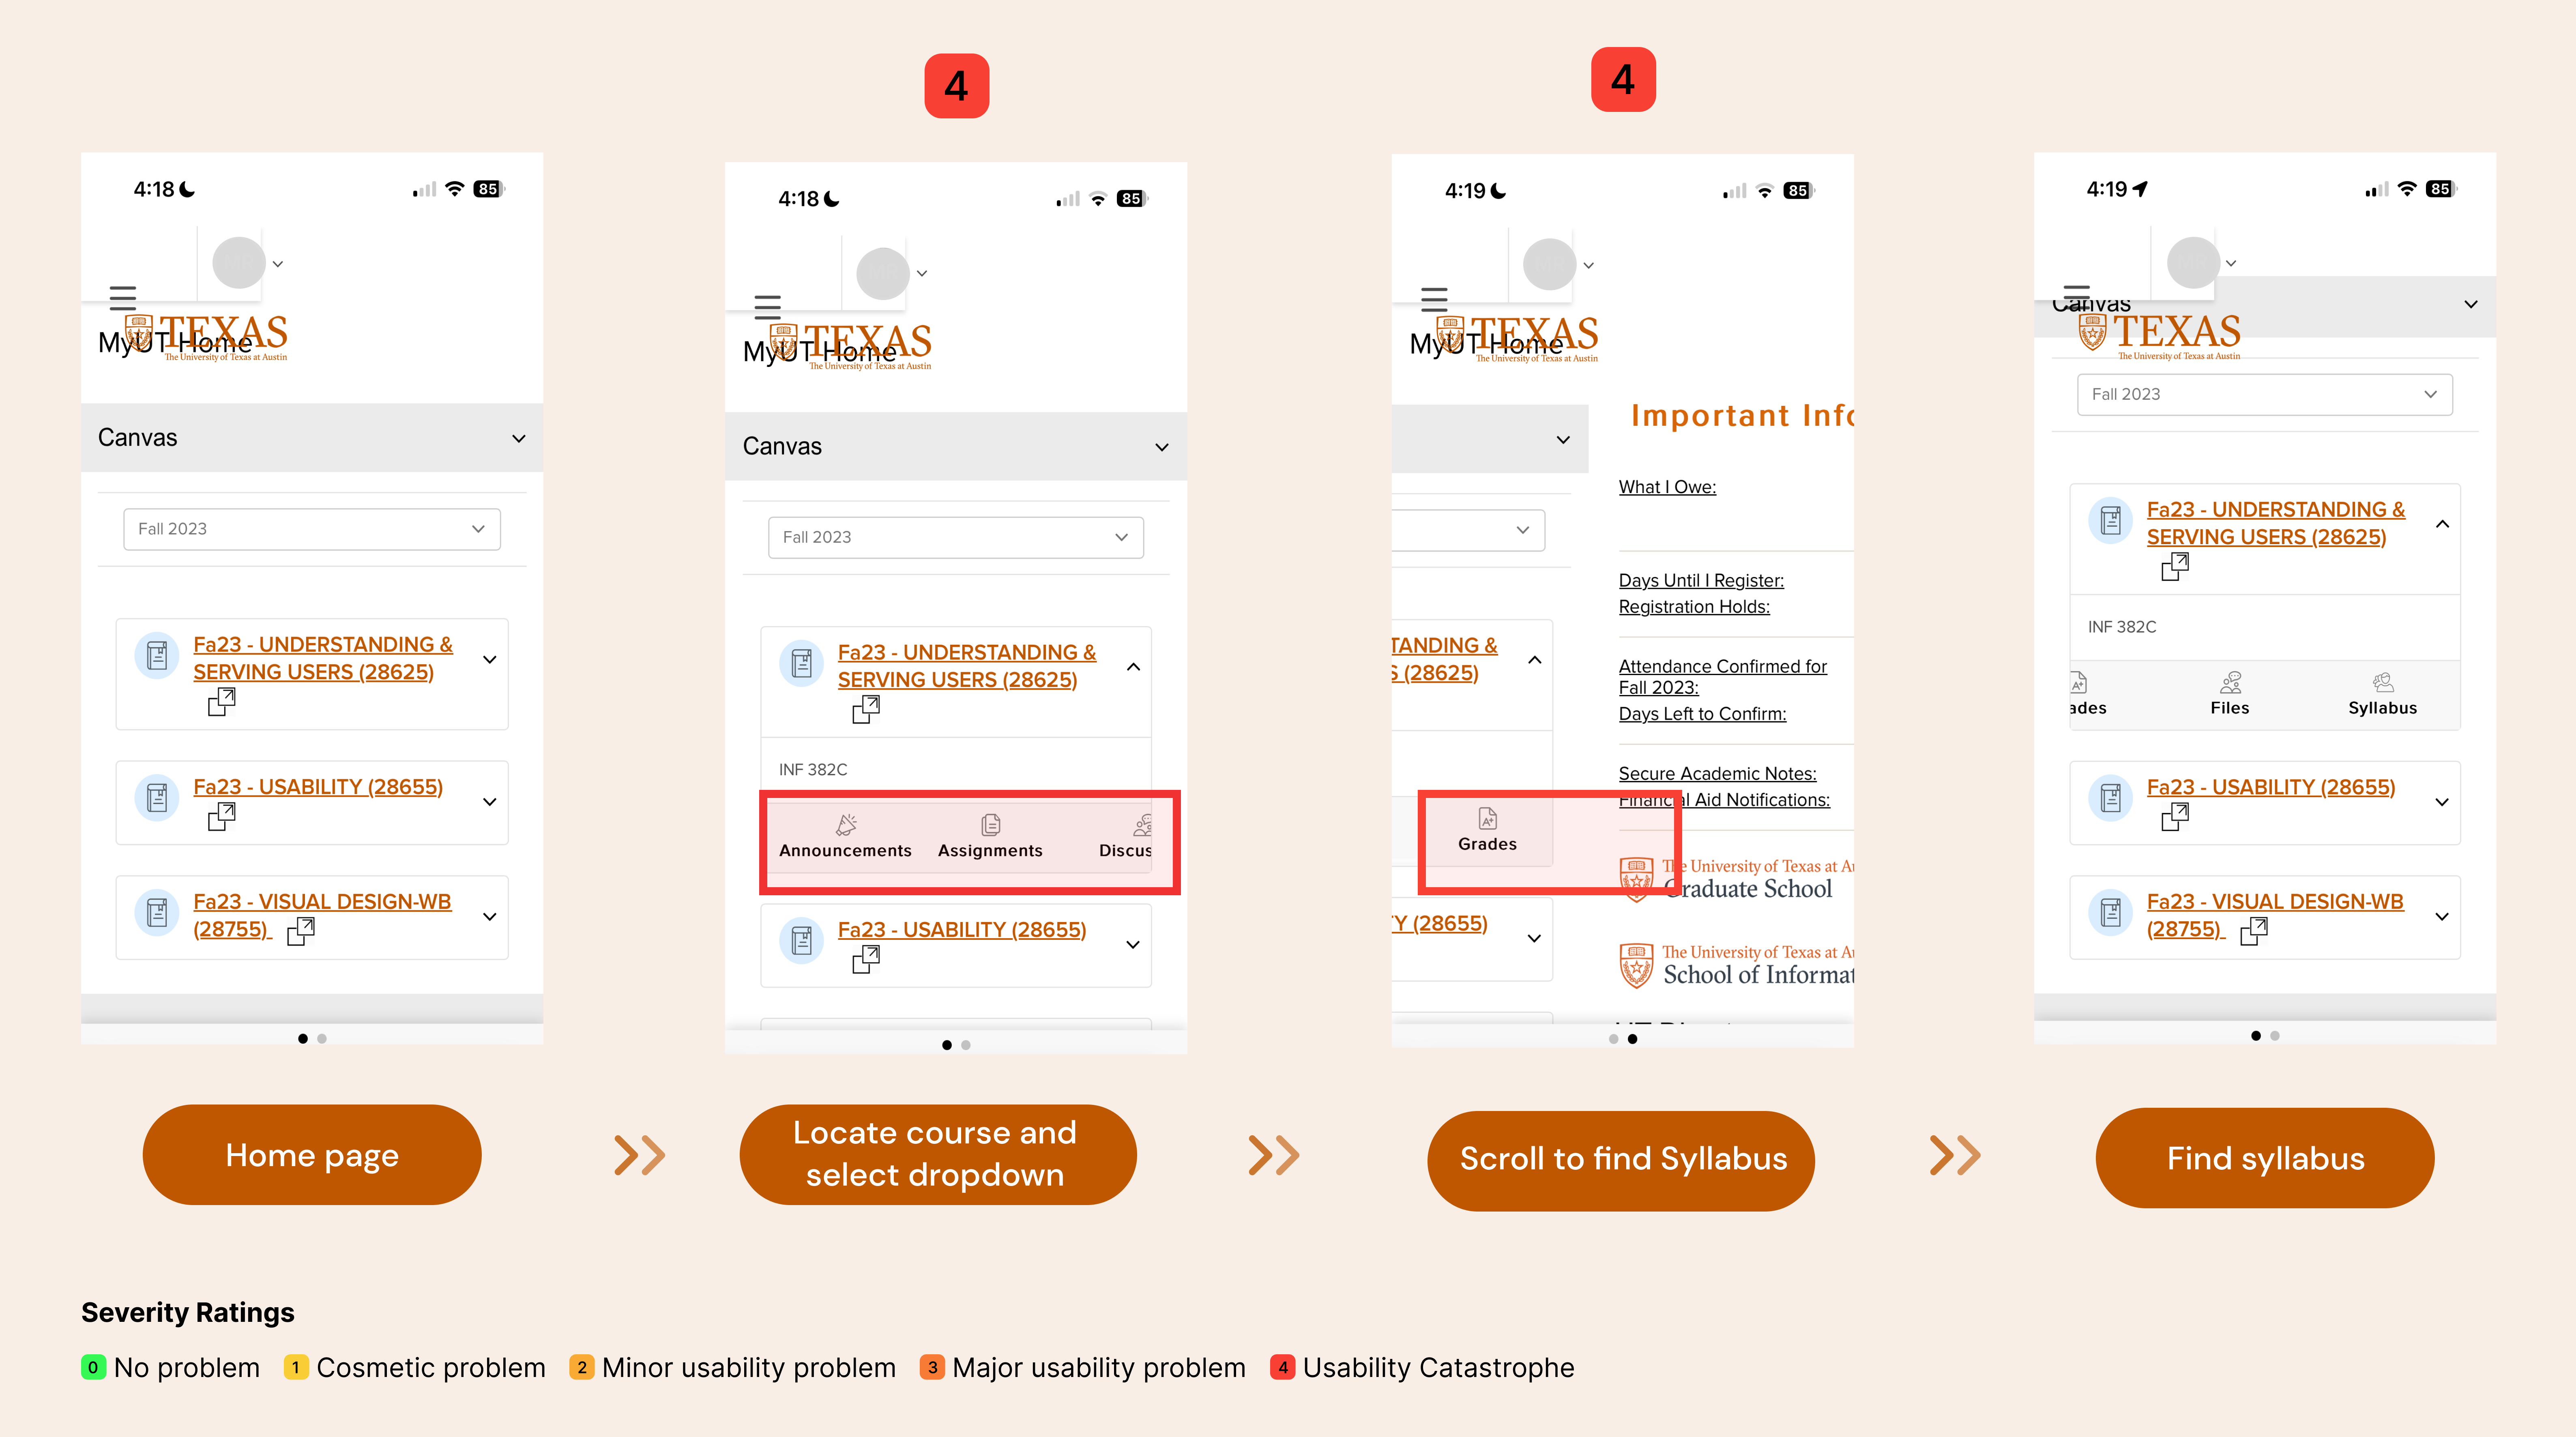 4
4
4:18
85
MyUT Home
TEXAS
The University of Texas at Austin
Canvas
Fall 2023
Fa23 - UNDERSTANDING &
SERVING USERS (28625)
Fa23 - USABILITY (28655)
Fa23 - VISUAL DESIGN-WB
(28755)
4:18
85
MyUT Home
TEXAS
The University of Texas at Austin
Canvas
Fall 2023
Fa23 - UNDERSTANDING &
SERVING USERS (28625)
INF 382C
Announcements Assignments Discus
Fa23 - USABILITY (28655)
4:19
85
MyUT Home
TEXAS
The University of Texas at Austin
Important Info
What I Owe:
Days Until I Register:
Registration Holds:
TANDING &
S (28625)
Attendance Confirmed for
Fall 2023:
Days Left to Confirm:
Secure Academic Notes:
Financial Aid Notifications:
Grades
The University of Texas at Au
Graduate School
Y (28655)
The University of Texas at Au
School of Informat
4:19
85
Canvas
TEXAS
The University of Texas at Austin
Fall 2023
Fa23 - UNDERSTANDING &
SERVING USERS (28625)
INF 382C
ades Files Syllabus
Fa23 - USABILITY (28655)
Fa23 - VISUAL DESIGN-WB
(28755)
Home page
Locate course and
select dropdown
Scroll to find Syllabus
Find syllabus
Severity Ratings
0 No problem 1 Cosmetic problem 2 Minor usability problem 3 Major usability problem 4 Usability Catastrophe